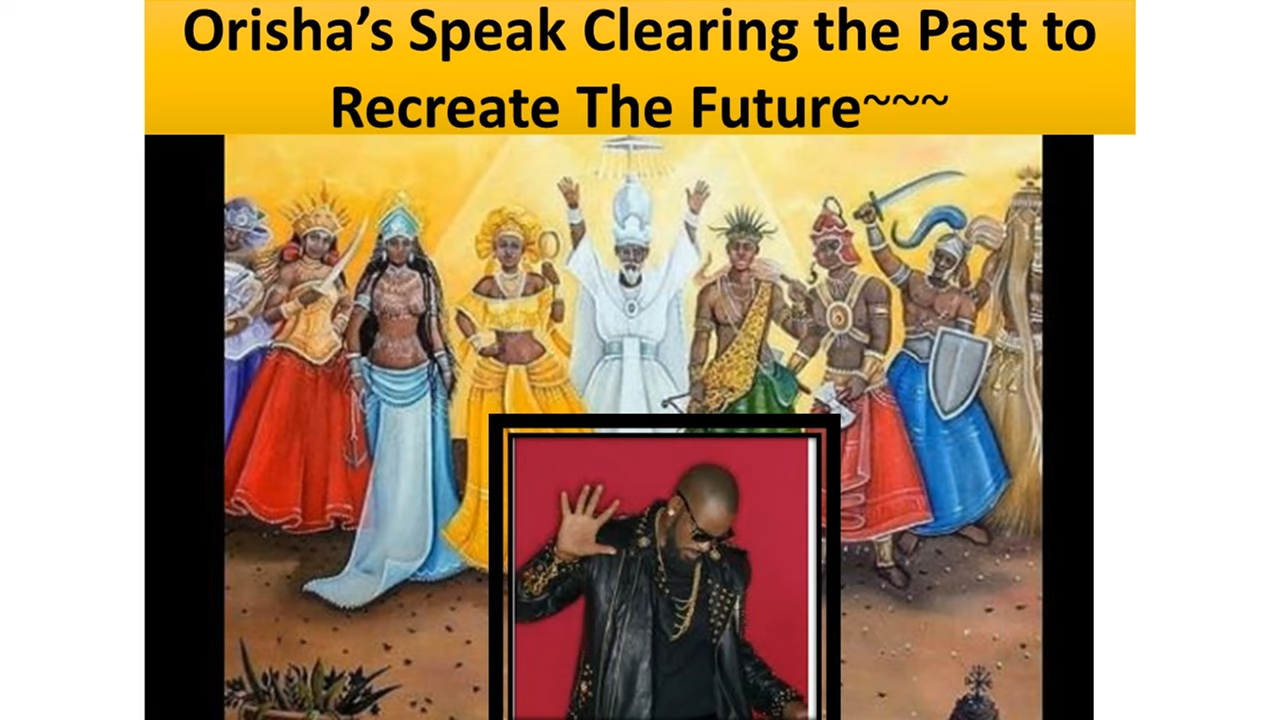 Orisha’s Speak Clearing the Past to
Recreate The Future~~~